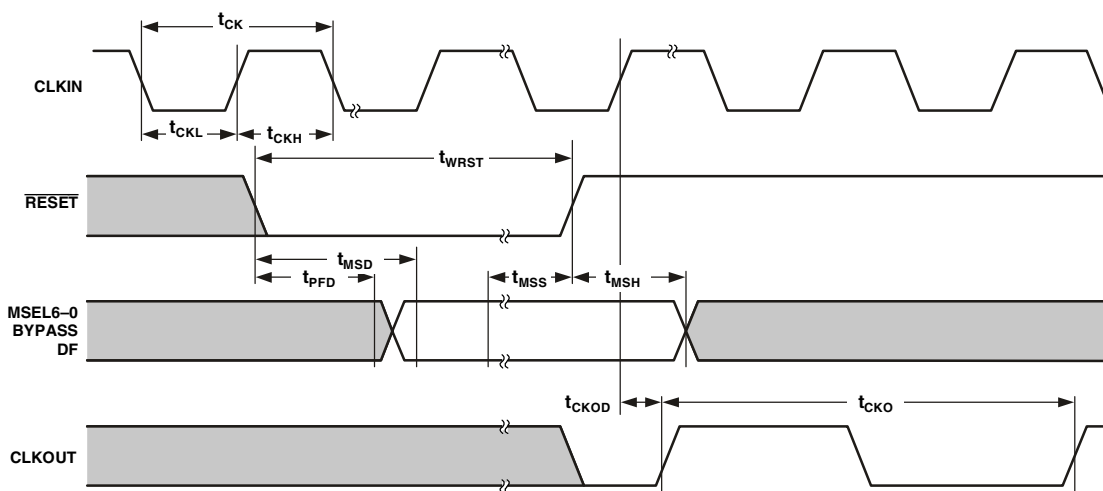 tCK
CLKIN
tCKL
tCKH
tWRST
RESET
tMSD
tPFD
tMSS
tMSH
MSEL6–0
BYPASS
DF
tCKOD
tCKO
CLKOUT